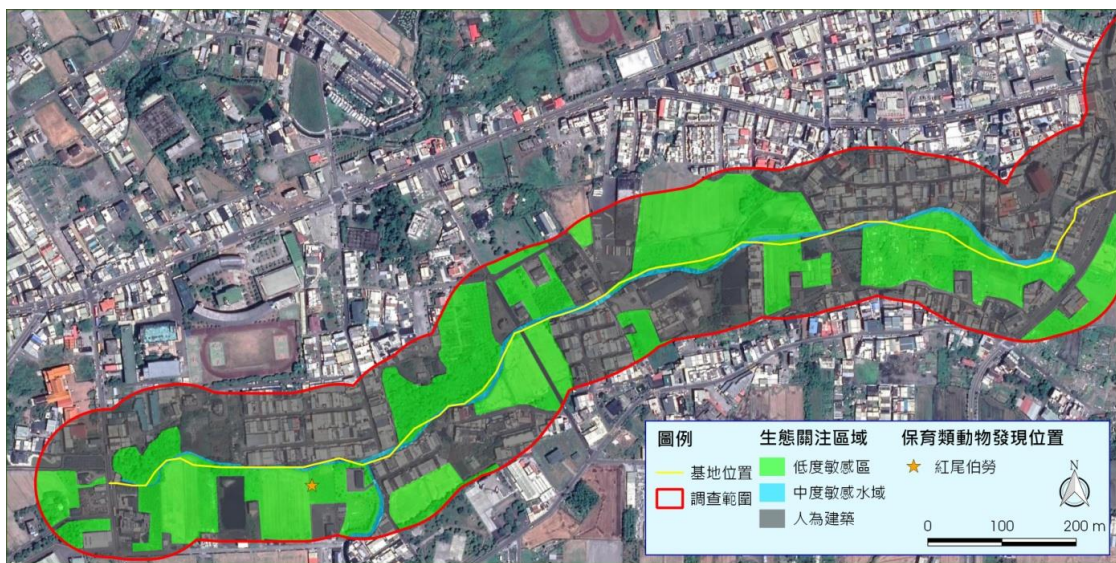 圖例
基地位置
調查範圍
生態關注區域
低度敏感區
中度敏感水域
人為建築
保育類動物發現位置
紅尾伯勞
N
0 100 200 m